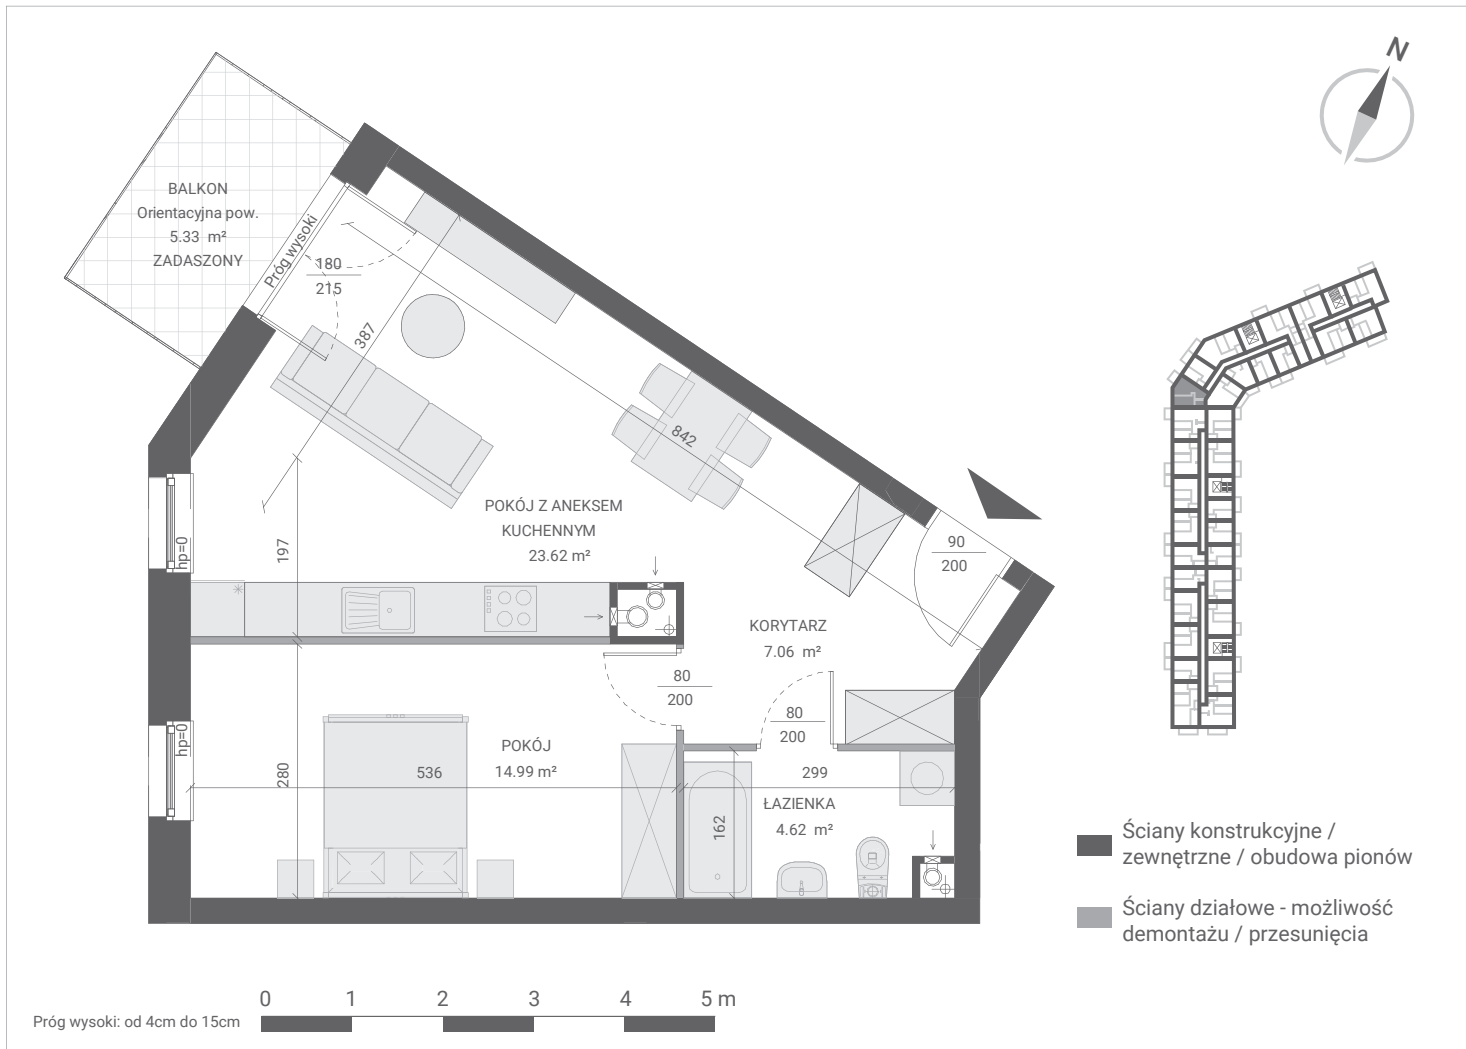 N
BALKON
Orientacyjna pow.
5.33 m²
ZADASZONY
Próg wysoki
180
215
387
842
POKÓJ Z ANEKSEM
KUCHENNYM
23.62 m²
90
200
hp=0
197
KORYTARZ
7.06 m²
80
200
80
200
hp=0
280
POKÓJ
14.99 m²
536
299
ŁAZIENKA
4.62 m²
162
Ściany konstrukcyjne /
zewnętrzne / obudowa pionów
Ściany działowe - możliwość
demontażu / przesunięcia
0 1 2 3 4 5 m
Próg wysoki: od 4cm do 15cm